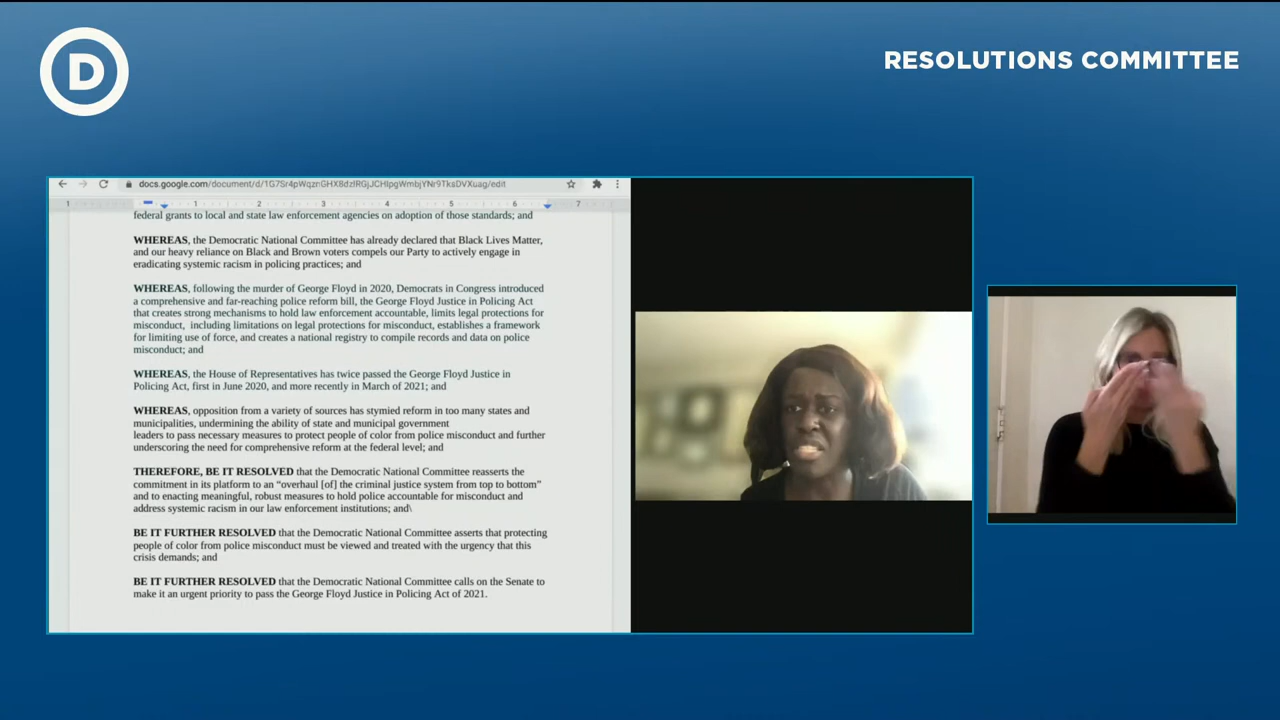 D
RESOLUTIONS COMMITTEE
docs.google.com/document/d/
1 1 2 3 4 5 6 7
federal grants to local and state law enforcement agencies on adoption of those standards; and
WHEREAS, the Democratic National Committee has already declared that Black Lives Matter,
and our heavy reliance on Black and Brown voters compels our Party to actively engage in
eradicating systemic racism in policing practices; and
WHEREAS, following the murder of George Floyd in 2020, Democrats in Congress introduced
a comprehensive and far-reaching police reform bill, the George Floyd Justice in Policing Act
that creates strong mechanisms to hold law enforcement accountable, limits legal protections for
misconduct, including limitations on legal protections for misconduct, establishes a framework
for limiting use of force, and creates a national registry to compile records and data on police
misconduct; and
WHEREAS, the House of Representatives has twice passed the George Floyd Justice in
Policing Act, first in June 2020, and more recently in March of 2021; and
WHEREAS, opposition from a variety of sources has stymied reform in too many states and
municipalities, undermining the ability of state and municipal government
leaders to pass necessary measures to protect people of color from police misconduct and further
underscoring the need for comprehensive reform at the federal level; and
THEREFORE, BE IT RESOLVED that the Democratic National Committee reasserts the
commitment in its platform to an “overhaul [of] the criminal justice system from top to bottom”
and to enacting meaningful, robust measures to hold police accountable for misconduct and
address systemic racism in our law enforcement institutions; and\
BE IT FURTHER RESOLVED that the Democratic National Committee asserts that protecting
people of color from police misconduct must be viewed and treated with the urgency that this
crisis demands; and
BE IT FURTHER RESOLVED that the Democratic National Committee calls on the Senate to
make it an urgent priority to pass the George Floyd Justice in Policing Act of 2021.